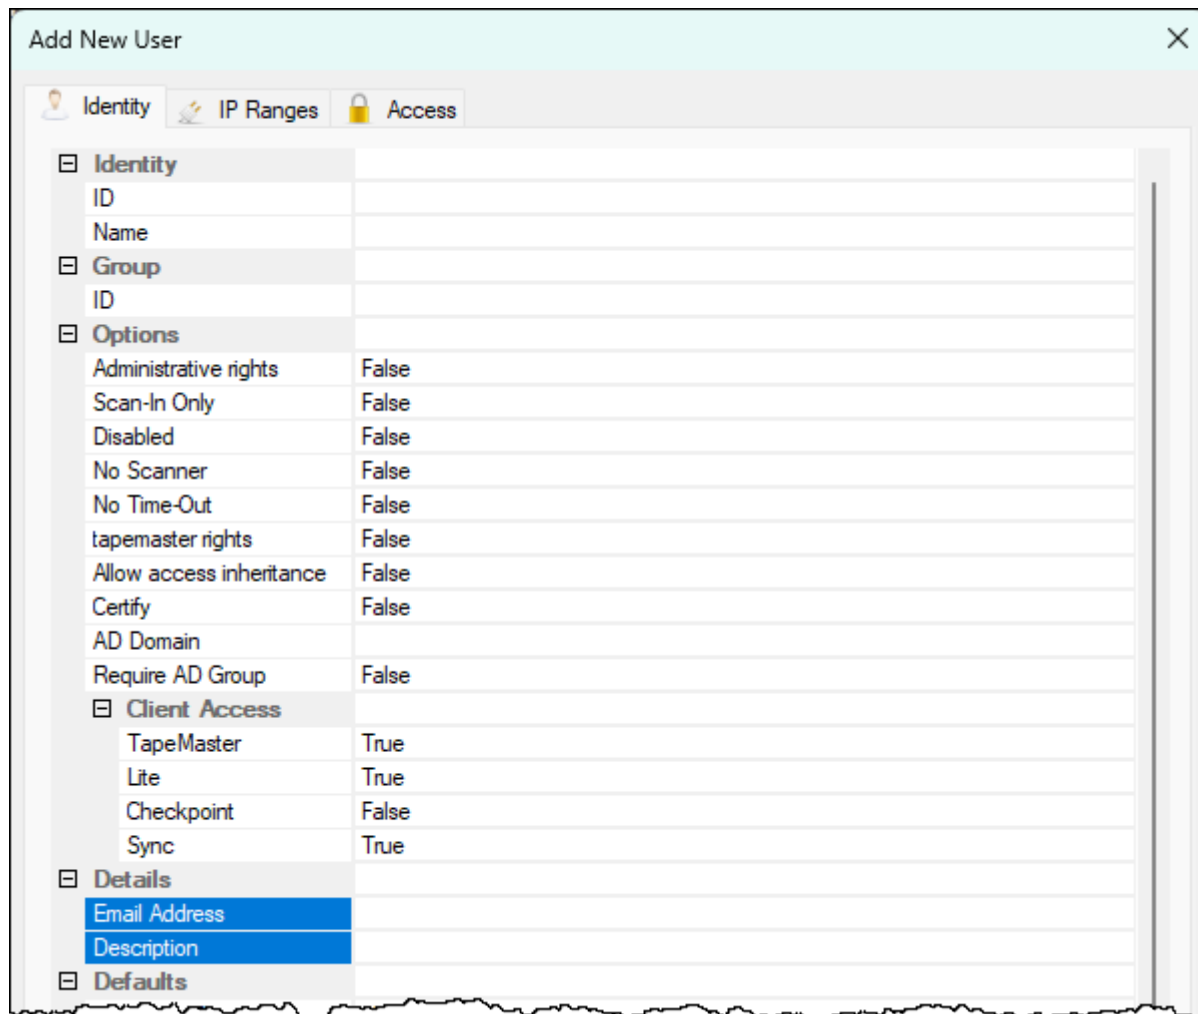 Add New User
Identity IP Ranges Access
Identity
ID
Name
Group
ID
Options
Administrative rights False
Scan-In Only False
Disabled False
No Scanner False
No Time-Out False
tapemaster rights False
Allow access inheritance False
Certify False
AD Domain
Require AD Group False
Client Access
TapeMaster True
Lite True
Checkpoint False
Sync True
Details
Email Address
Description
Defaults